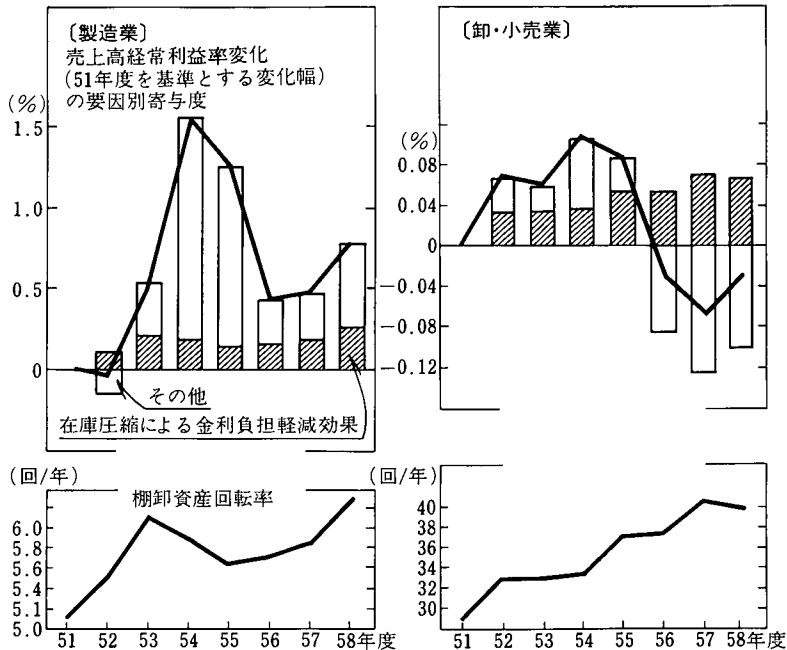 〔製造業〕
売上高経常利益率変化
(51年度を基準とする変化幅)
の要因別寄与度
(%)
1.5
1.0
0.5
0
その他
在庫圧縮による金利負担軽減効果
〔卸・小売業〕
(%)
0.08
0.04
0
-0.04
-0.08
-0.12
(回/年)
棚卸資産回転率
6.0
5.8
5.6
5.4
5.1
5.0
51 52 53 54 55 56 57 58年度
(回/年)
40
38
36
34
32
30
51 52 53 54 55 56 57 58年度